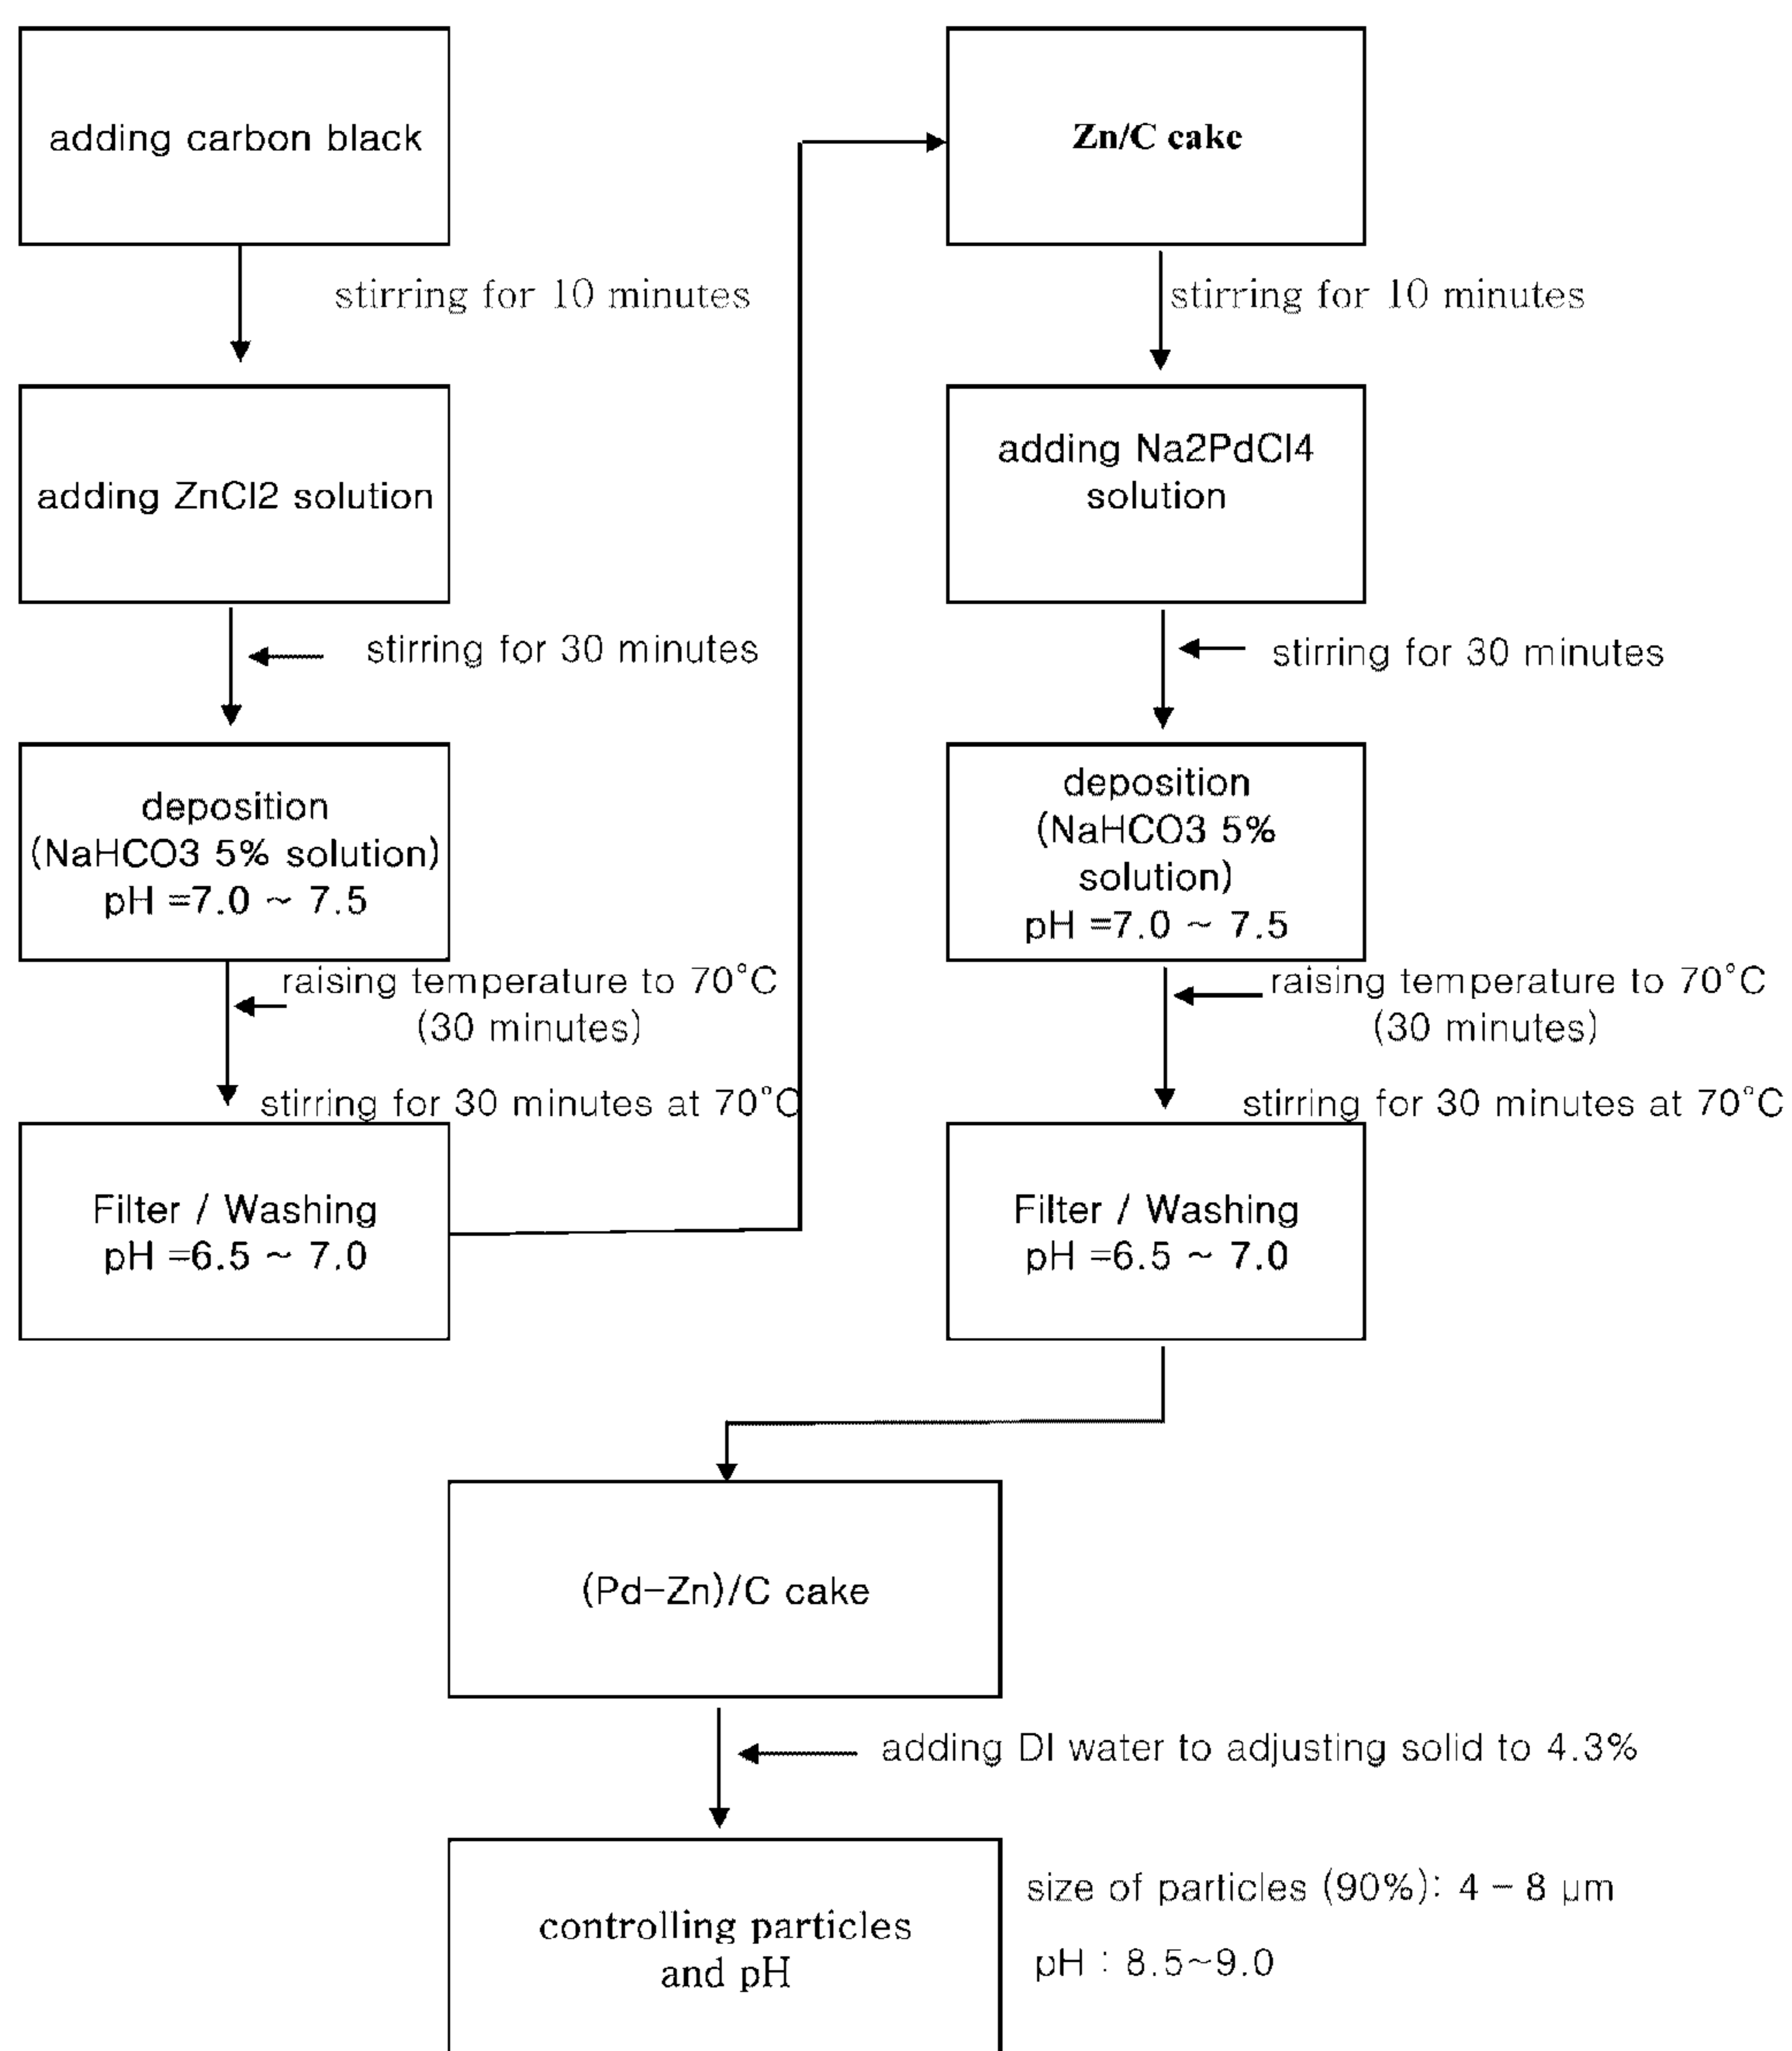 adding carbon black
stirring for 10 minutes
adding ZnCl2 solution
stirring for 30 minutes
deposition
(NaHCO3 5% solution)
pH =7.0 ~ 7.5
raising temperature to 70°C
(30 minutes)
stirring for 30 minutes at 70°C
Filter / Washing
pH =6.5 ~ 7.0
Zn/C cake
stirring for 10 minutes
adding Na2PdCl4
solution
stirring for 30 minutes
deposition
(NaHCO3 5%
solution)
pH =7.0 ~ 7.5
raising temperature to 70°C
(30 minutes)
stirring for 30 minutes at 70°C
Filter / Washing
pH =6.5 ~ 7.0
(Pd-Zn)/C cake
adding DI water to adjusting solid to 4.3%
controlling particles
and pH
size of particles (90%): 4 - 8 μm
pH : 8.5~9.0